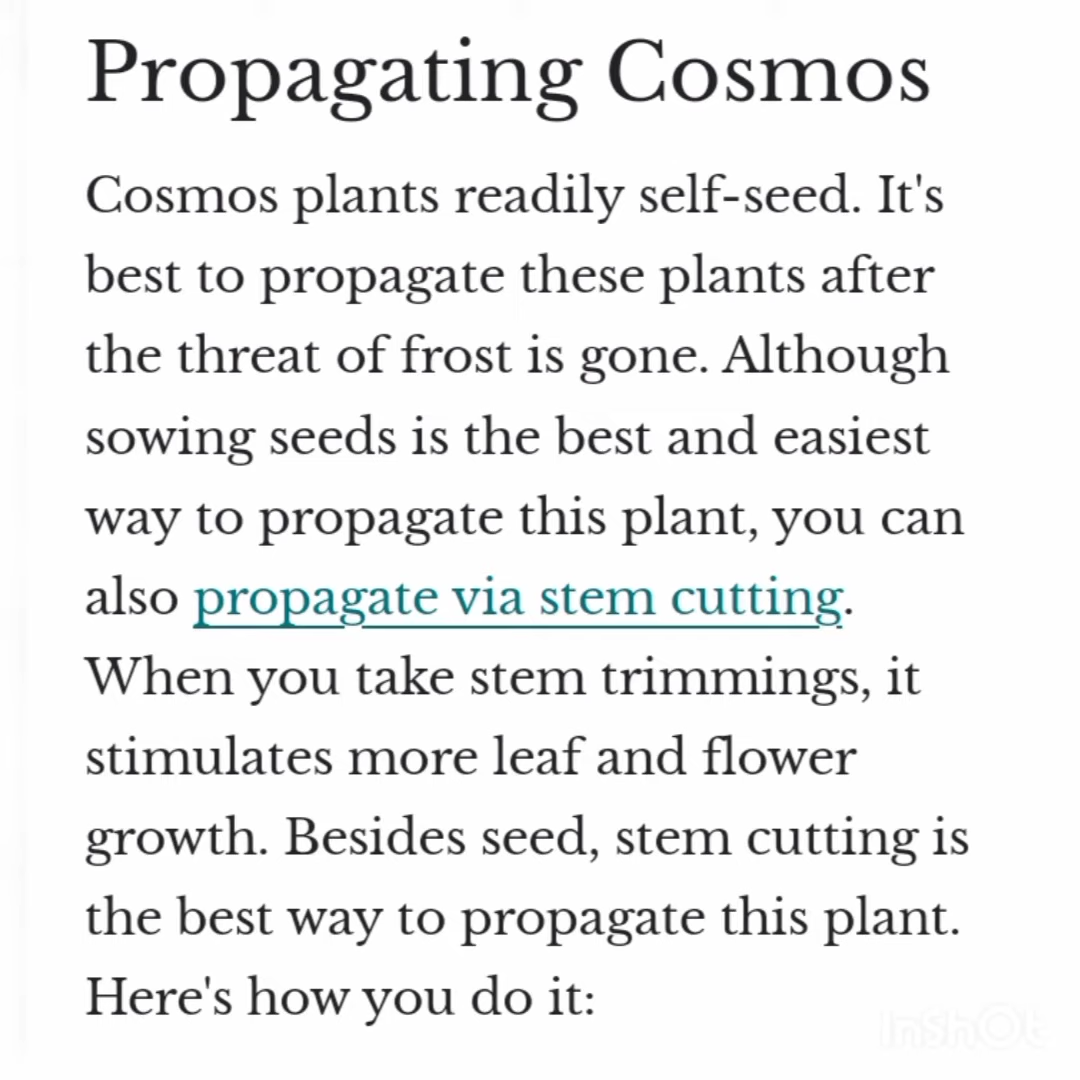 Propagating Cosmos
Cosmos plants readily self-seed. It's
best to propagate these plants after
the threat of frost is gone. Although
sowing seeds is the best and easiest
way to propagate this plant, you can
also propagate via stem cutting.
When you take stem trimmings, it
stimulates more leaf and flower
growth. Besides seed, stem cutting is
the best way to propagate this plant.
Here's how you do it:
InShOt